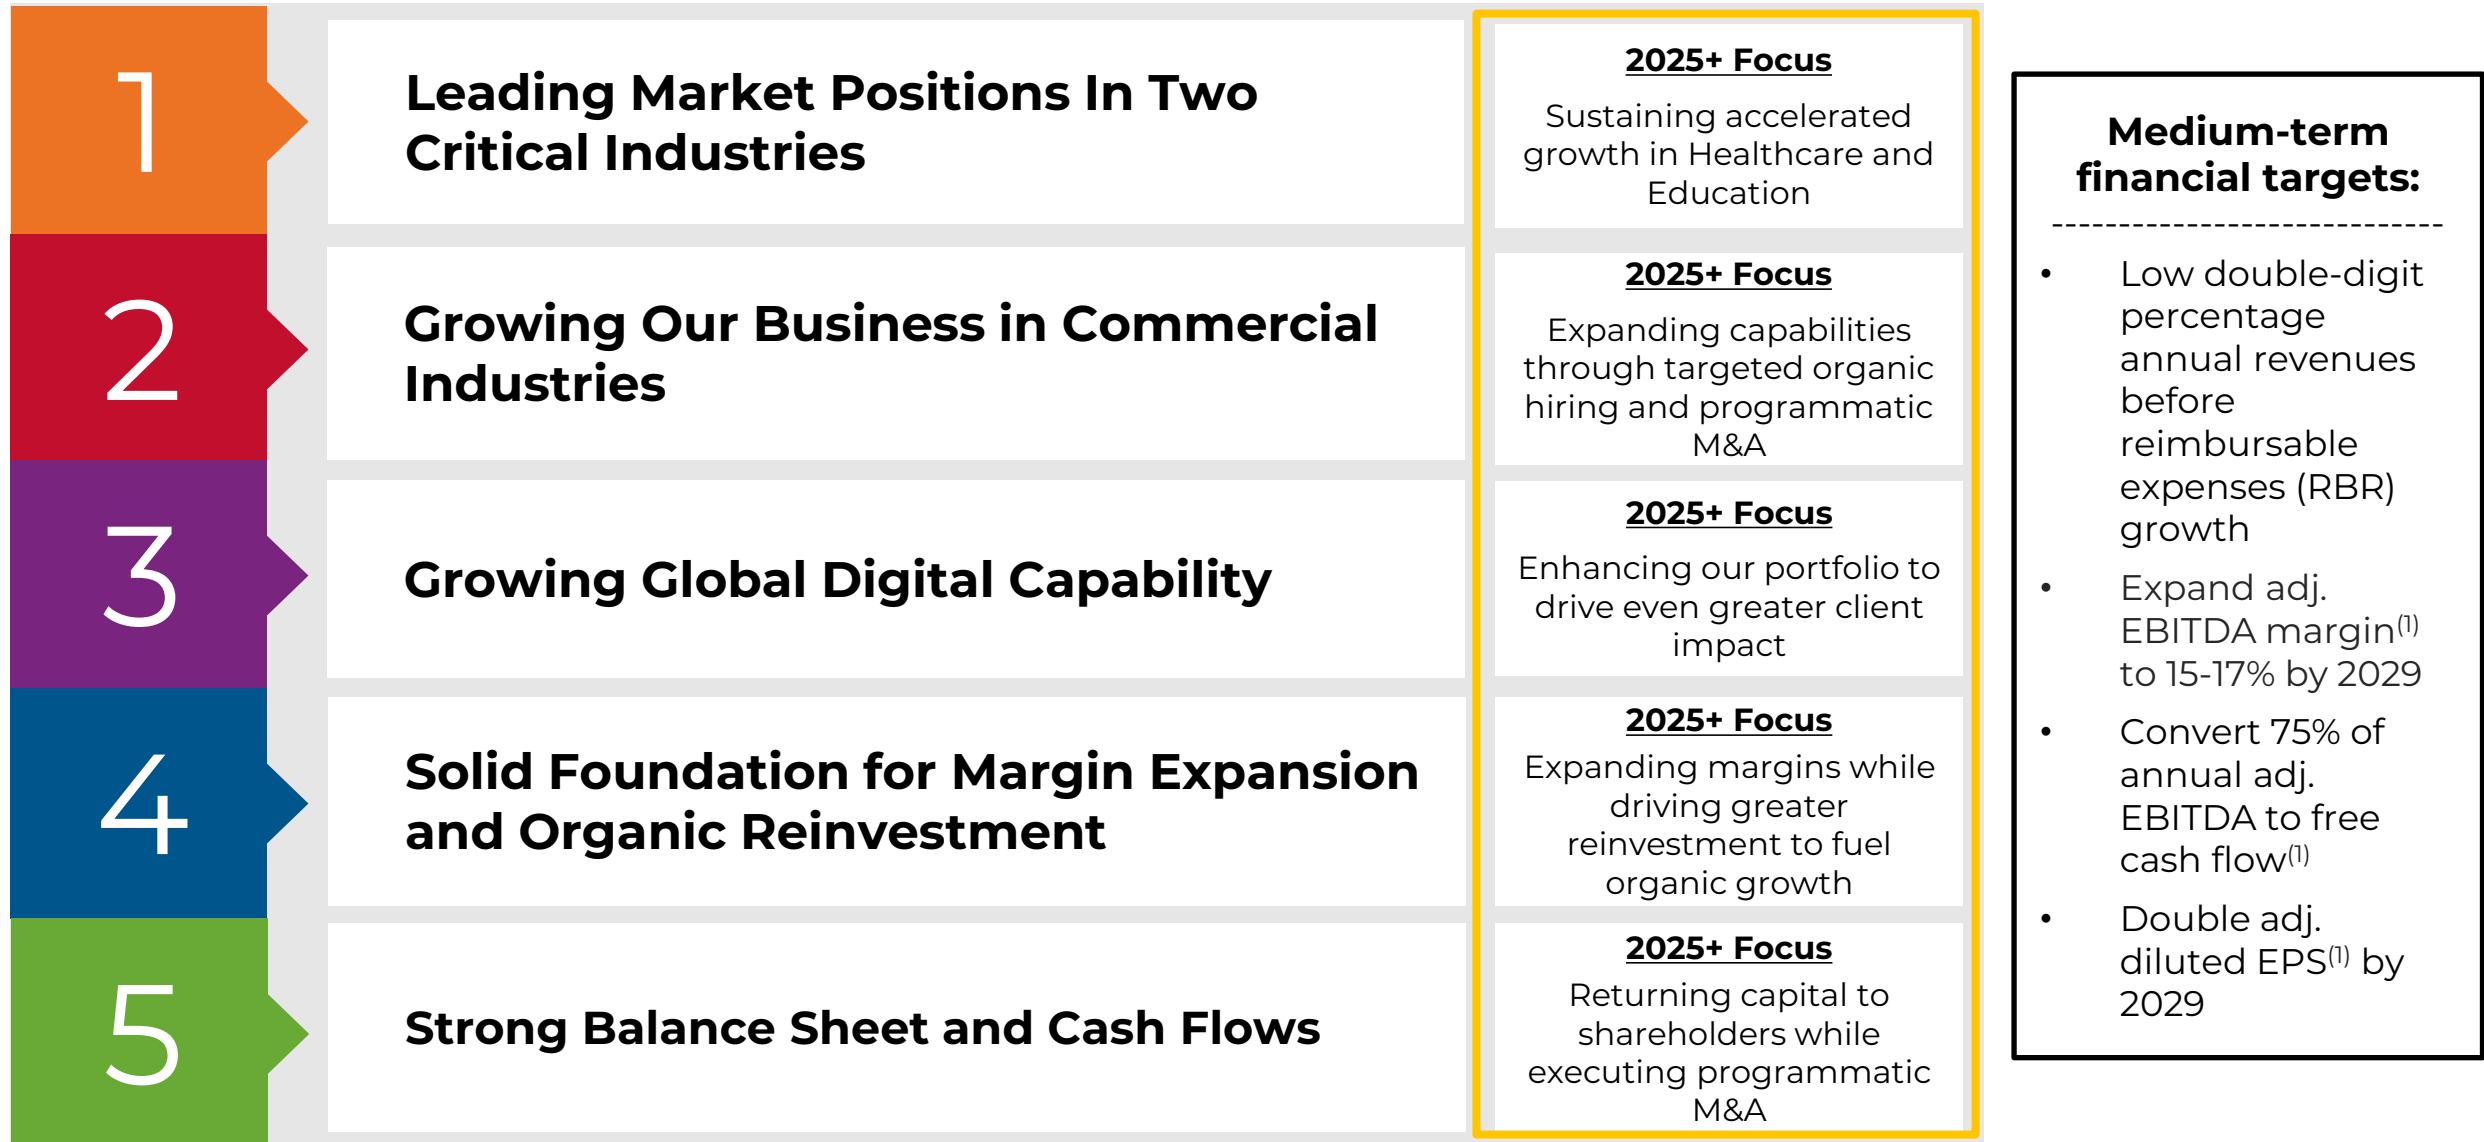 1
Leading Market Positions In Two
Critical Industries
2025+ Focus
Sustaining accelerated
growth in Healthcare and
Education
2
Growing Our Business in Commercial
Industries
2025+ Focus
Expanding capabilities
through targeted organic
hiring and programmatic
M&A
3
Growing Global Digital Capability
2025+ Focus
Enhancing our portfolio to
drive even greater client
impact
4
Solid Foundation for Margin Expansion
and Organic Reinvestment
2025+ Focus
Expanding margins while
driving greater
reinvestment to fuel
organic growth
5
Strong Balance Sheet and Cash Flows
2025+ Focus
Returning capital to
shareholders while
executing programmatic
M&A
Medium-term
financial targets:
------------------------------
• Low double-digit
percentage
annual revenues
before
reimbursable
expenses (RBR)
growth
• Expand adj.
EBITDA margin(1)
to 15-17% by 2029
• Convert 75% of
annual adj.
EBITDA to free
cash flow(1)
• Double adj.
diluted EPS(1) by
2029